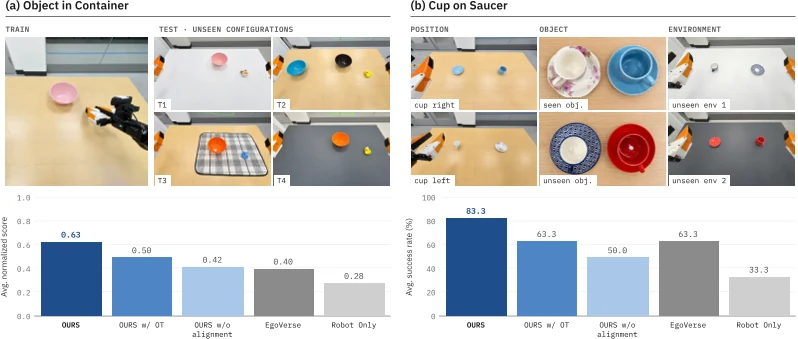 (a) Object in Container
TRAIN
TEST · UNSEEN CONFIGURATIONS
T1
T2
T3
T4
Avg. normalized score
1.0
0.8
0.6
0.4
0.2
0.0
0.63
0.50
0.42
0.40
0.28
OURS
OURS w/ OT
OURS w/o
alignment
EgoVerse
Robot Only
(b) Cup on Saucer
POSITION
OBJECT
ENVIRONMENT
cup right
seen obj.
unseen env 1
cup left
unseen obj.
unseen env 2
Avg. success rate (%)
100
80
60
40
20
0
83.3
63.3
50.0
63.3
33.3
OURS
OURS w/ OT
OURS w/o
alignment
EgoVerse
Robot Only